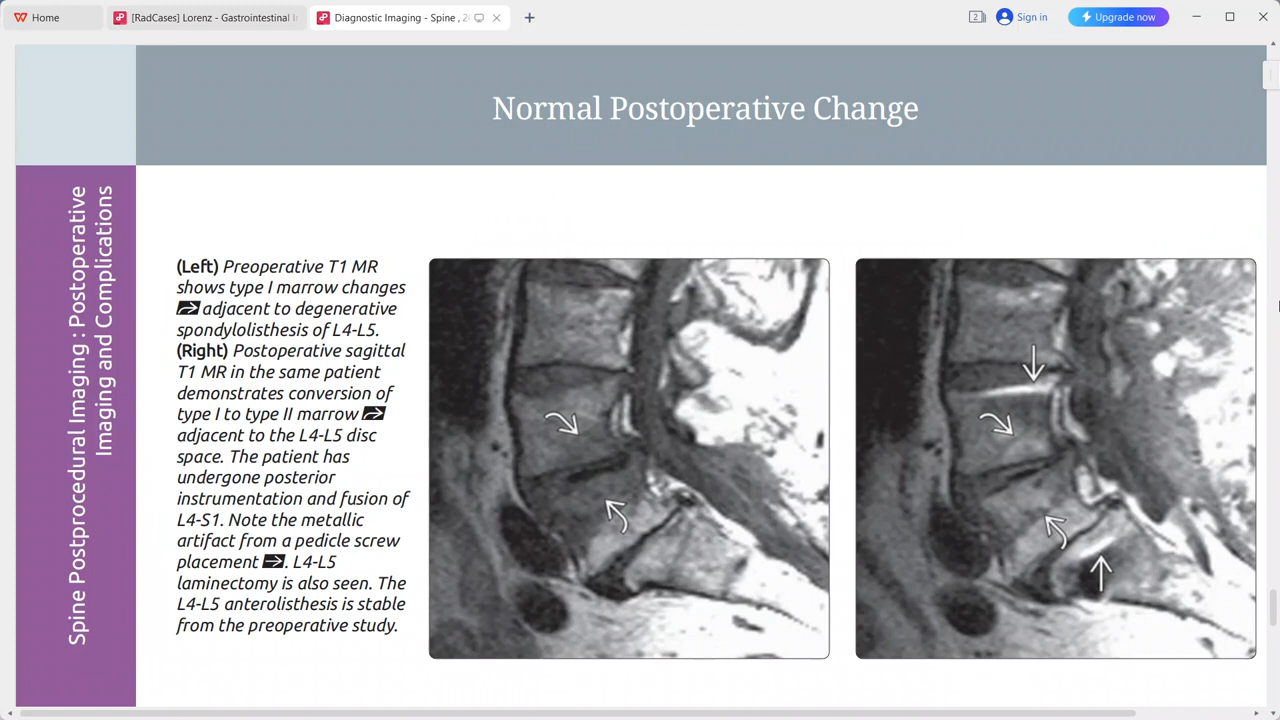 Home
[RadCases] Lorenz - Gastrointestinal I
Diagnostic Imaging - Spine , 2
2
Sign in
Upgrade now
Normal Postoperative Change
Spine Postprocedural Imaging : Postoperative
Imaging and Complications
(Left) Preoperative T1 MR
shows type I marrow changes
adjacent to degenerative
spondylolisthesis of L4-L5.
(Right) Postoperative sagittal
T1 MR in the same patient
demonstrates conversion of
type I to type II marrow
adjacent to the L4-L5 disc
space. The patient has
undergone posterior
instrumentation and fusion of
L4-S1. Note the metallic
artifact from a pedicle screw
placement . L4-L5
laminectomy is also seen. The
L4-L5 anterolisthesis is stable
from the preoperative study.